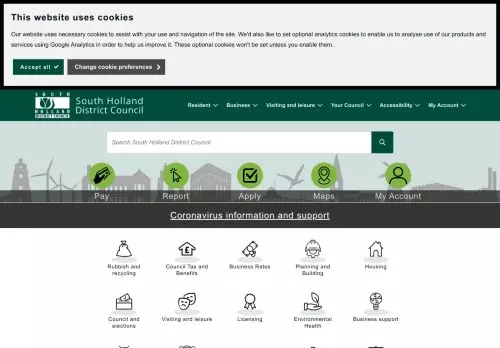 This website uses cookies
Our website uses necessary cookies to assist with your use and navigation of the site. We'd also like to set optional analytics cookies to enable us to analyse use of our products and
services using Google Analytics in order to help us improve it. These optional cookies won't be set unless you enable them.
Accept all
Change cookie preferences
SOUTH
HOLLAND
DISTRICT COUNCIL
South Holland
District Council
Resident
Business
Visiting and leisure
Your Council
Accessibility
My Account
Search South Holland District Council
Pay
Report
Apply
Maps
My Account
Coronavirus information and support
Rubbish and
recycling
Council Tax and
Benefits
Business Rates
Planning and
Building
Housing
Council and
elections
Visiting and leisure
Licensing
Environmental
Health
Business support